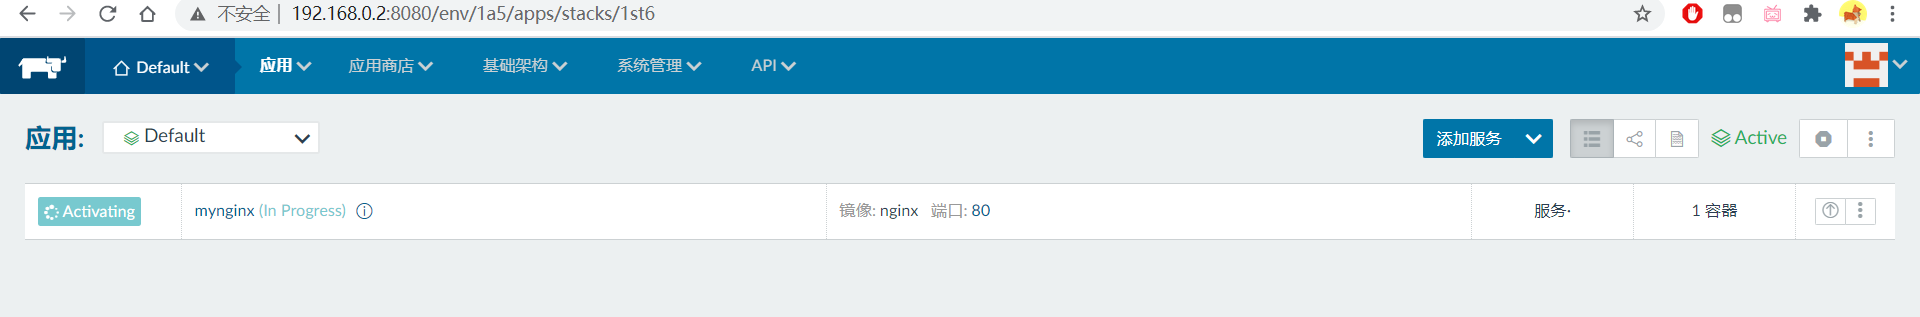 不安全 | 192.168.0.2:8080/env/1a5/apps/stacks/1st6
Default 应用 应用商店 基础架构 系统管理 API
应用: Default 添加服务 Active
Activating mynginx (In Progress) 镜像: nginx 端口: 80 服务· 1 容器